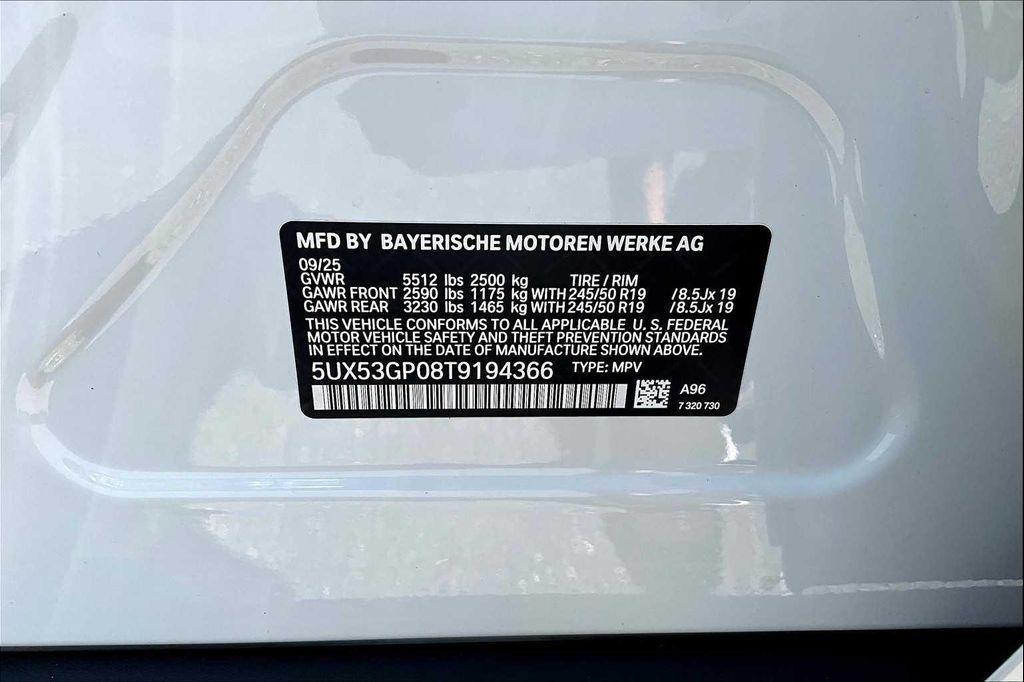 MFD BY BAYERISCHE MOTOREN WERKE AG
09/25
GVWR 5512 lbs 2500 kg TIRE / RIM
GAWR FRONT 2590 lbs 1175 kg WITH 245/50 R19 /8.5Jx 19
GAWR REAR 3230 lbs 1465 kg WITH 245/50 R19 /8.5Jx 19
THIS VEHICLE CONFORMS TO ALL APPLICABLE U. S. FEDERAL
MOTOR VEHICLE SAFETY AND THEFT PREVENTION STANDARDS
IN EFFECT ON THE DATE OF MANUFACTURE SHOWN ABOVE.
5UX53GP08T9194366 TYPE: MPV
A96
7 320 730